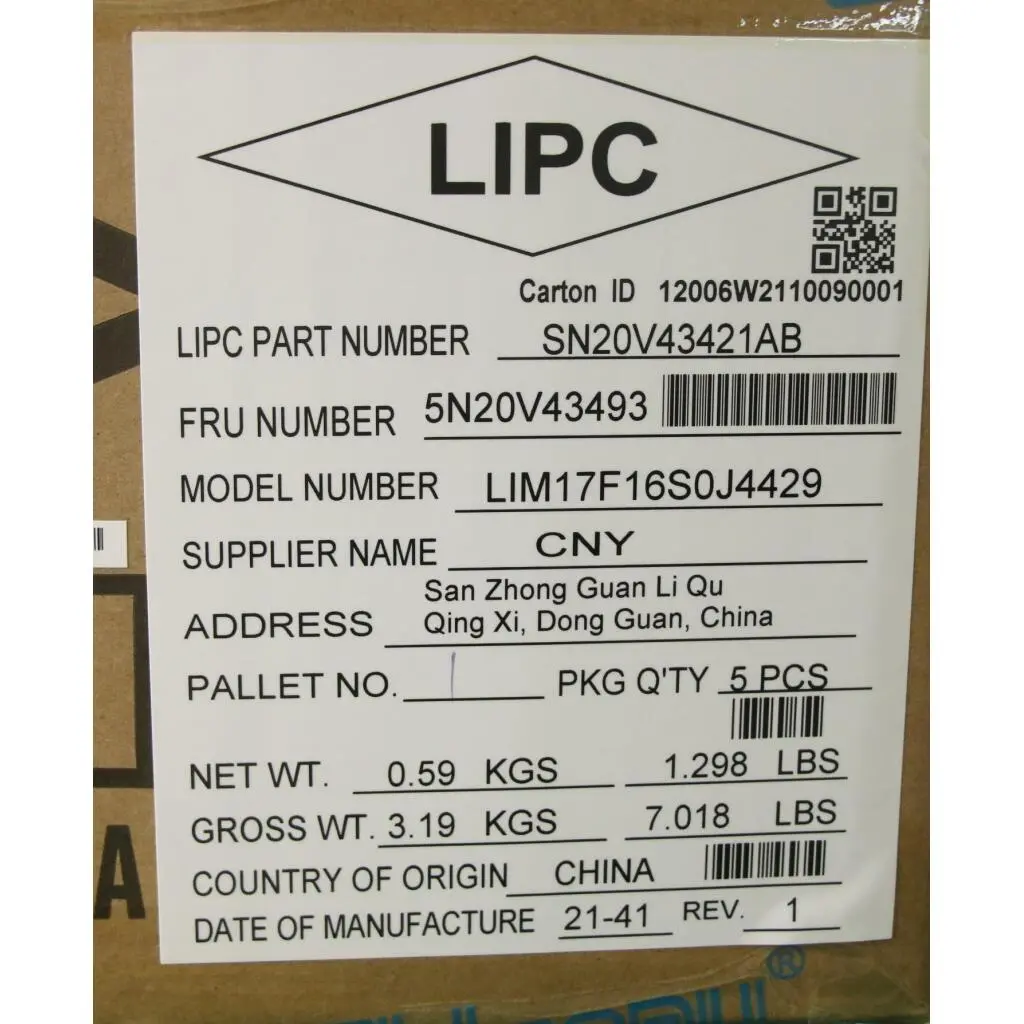 LIPC
Carton ID 12006W2110090001
LIPC PART NUMBER SN20V43421AB
FRU NUMBER 5N20V43493
MODEL NUMBER LIM17F16S0J4429
SUPPLIER NAME CNY
ADDRESS San Zhong Guan Li Qu
Qing Xi, Dong Guan, China
PALLET NO. 1 PKG Q'TY 5 PCS
NET WT. 0.59 KGS 1.298 LBS
GROSS WT. 3.19 KGS 7.018 LBS
COUNTRY OF ORIGIN CHINA
DATE OF MANUFACTURE 21-41 REV. 1
A
®